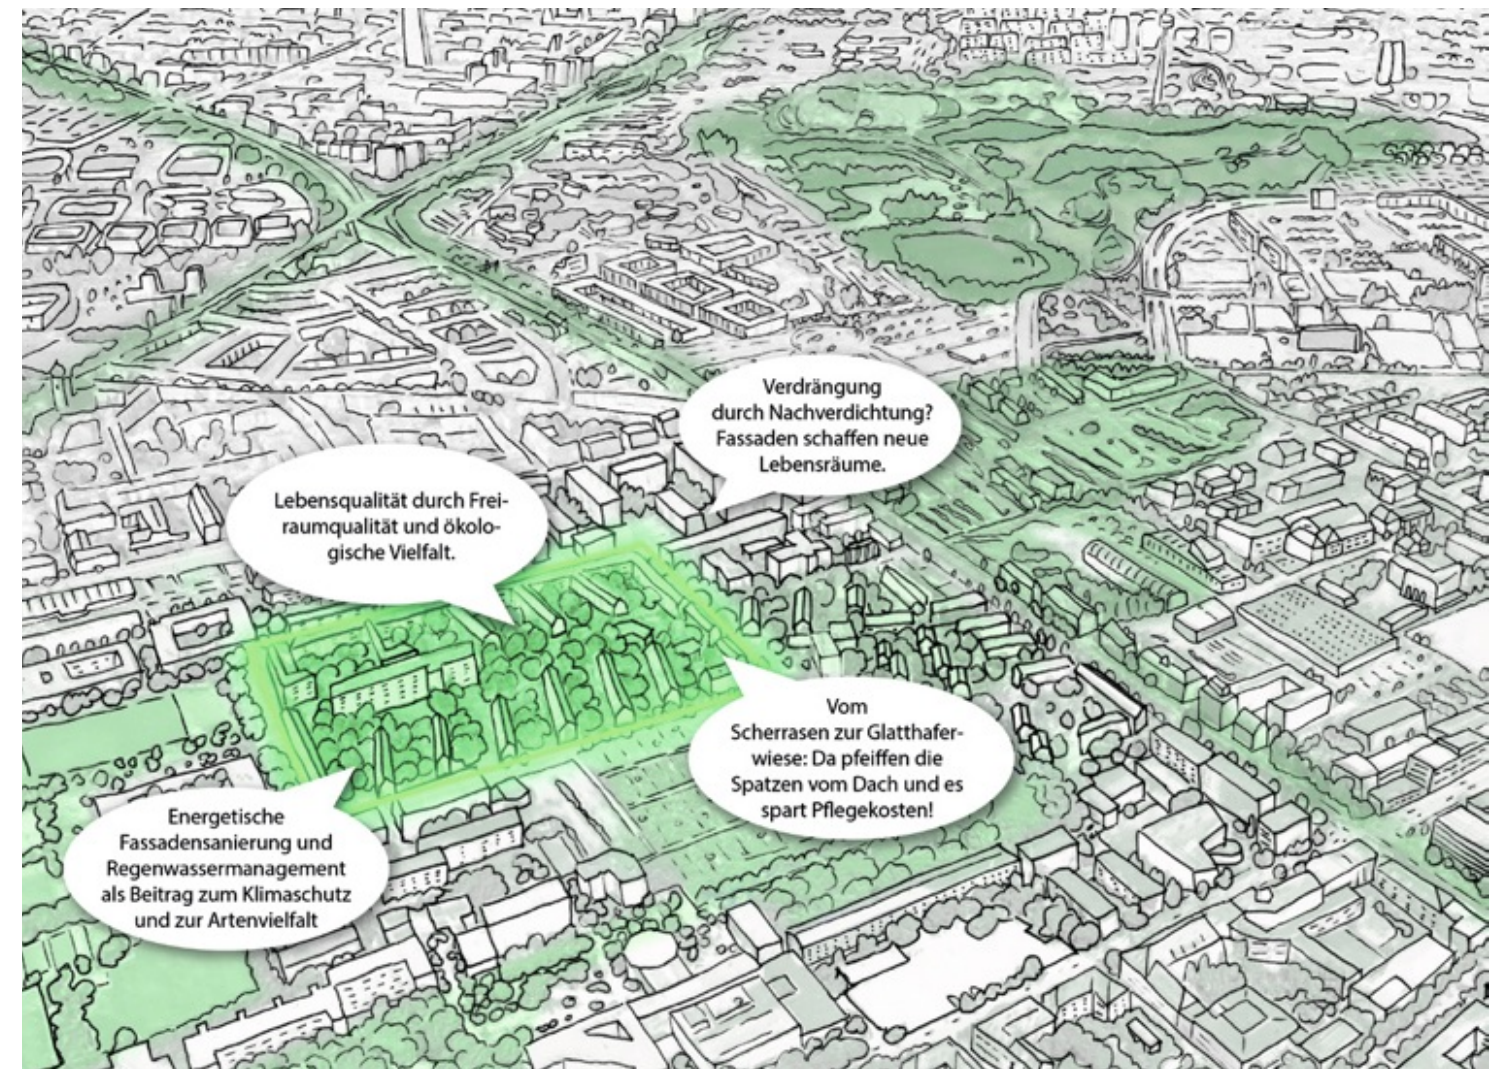 Verdrängung
durch Nachverdichtung?
Fassaden schaffen neue
Lebensräume.
Lebensqualität durch Frei-
raumqualität und ökolo-
gische Vielfalt.
Vom
Scherrasen zur Glatthafer-
wiese: Da pfeiffen die
Spatzen vom Dach und es
spart Pflegekosten!
Energetische
Fassadensanierung und
Regenwassermanagement
als Beitrag zum Klimaschutz
und zur Artenvielfalt